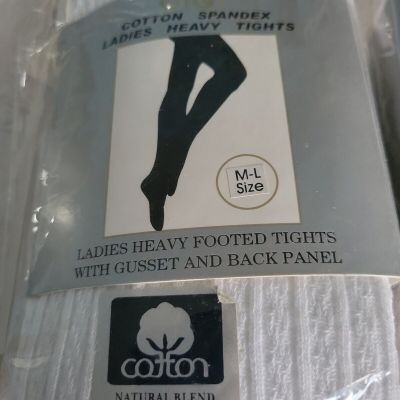 COTTON SPANDEX
LADIES HEAVY TIGHTS
M-L
Size
LADIES HEAVY FOOTED TIGHTS
WITH GUSSET AND BACK PANEL
cotton
NATURAL BLEND